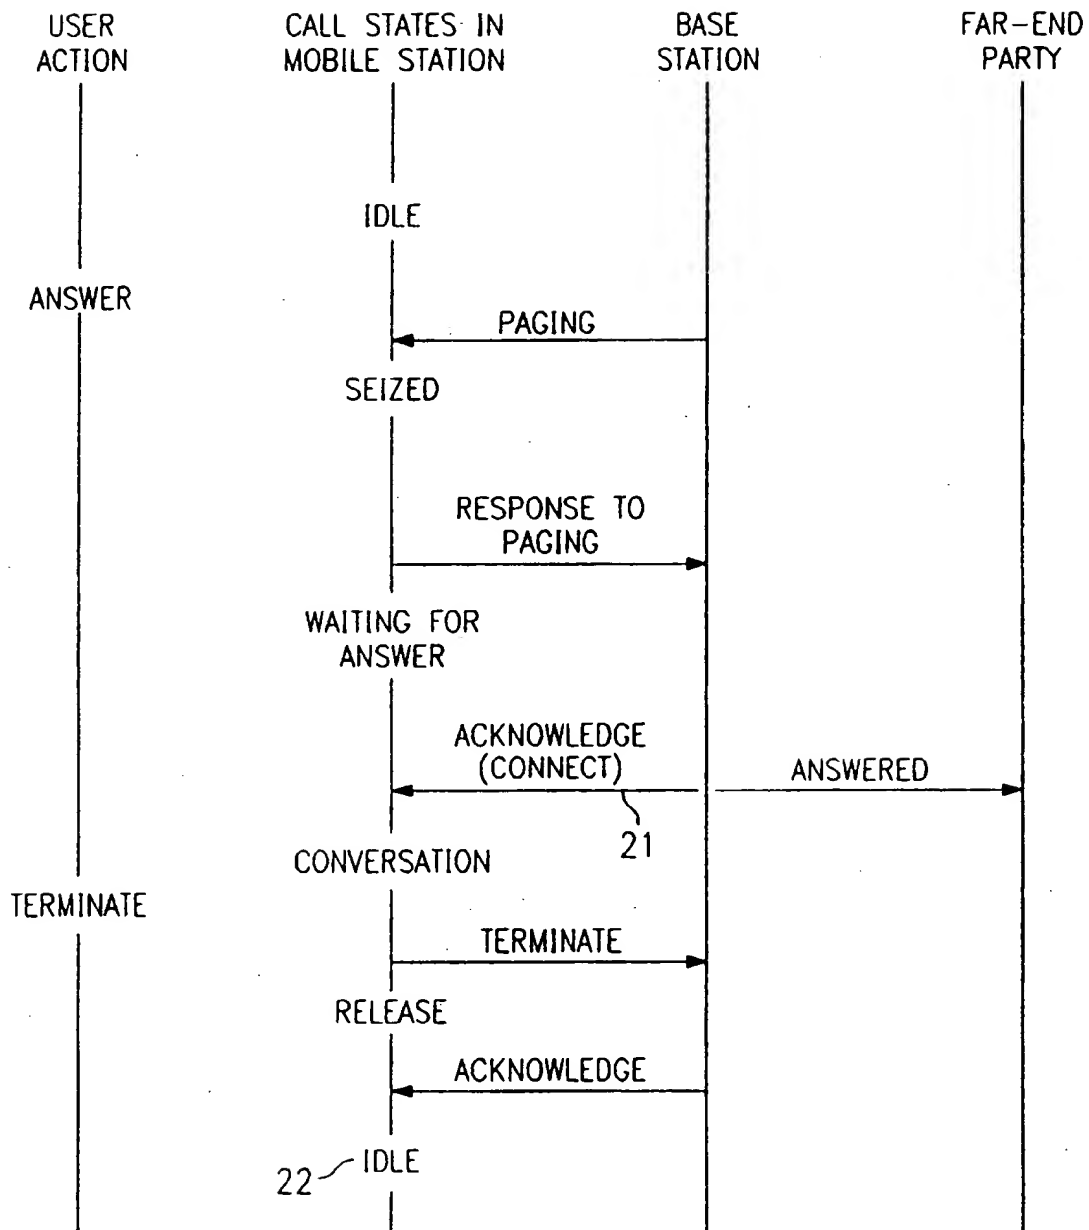 USER
ACTION
CALL STATES IN
MOBILE STATION
BASE
STATION
FAR-END
PARTY
IDLE
ANSWER
PAGING
SEIZED
RESPONSE TO
PAGING
WAITING FOR
ANSWER
ACKNOWLEDGE
(CONNECT)
ANSWERED
21
CONVERSATION
TERMINATE
TERMINATE
RELEASE
ACKNOWLEDGE
22
IDLE